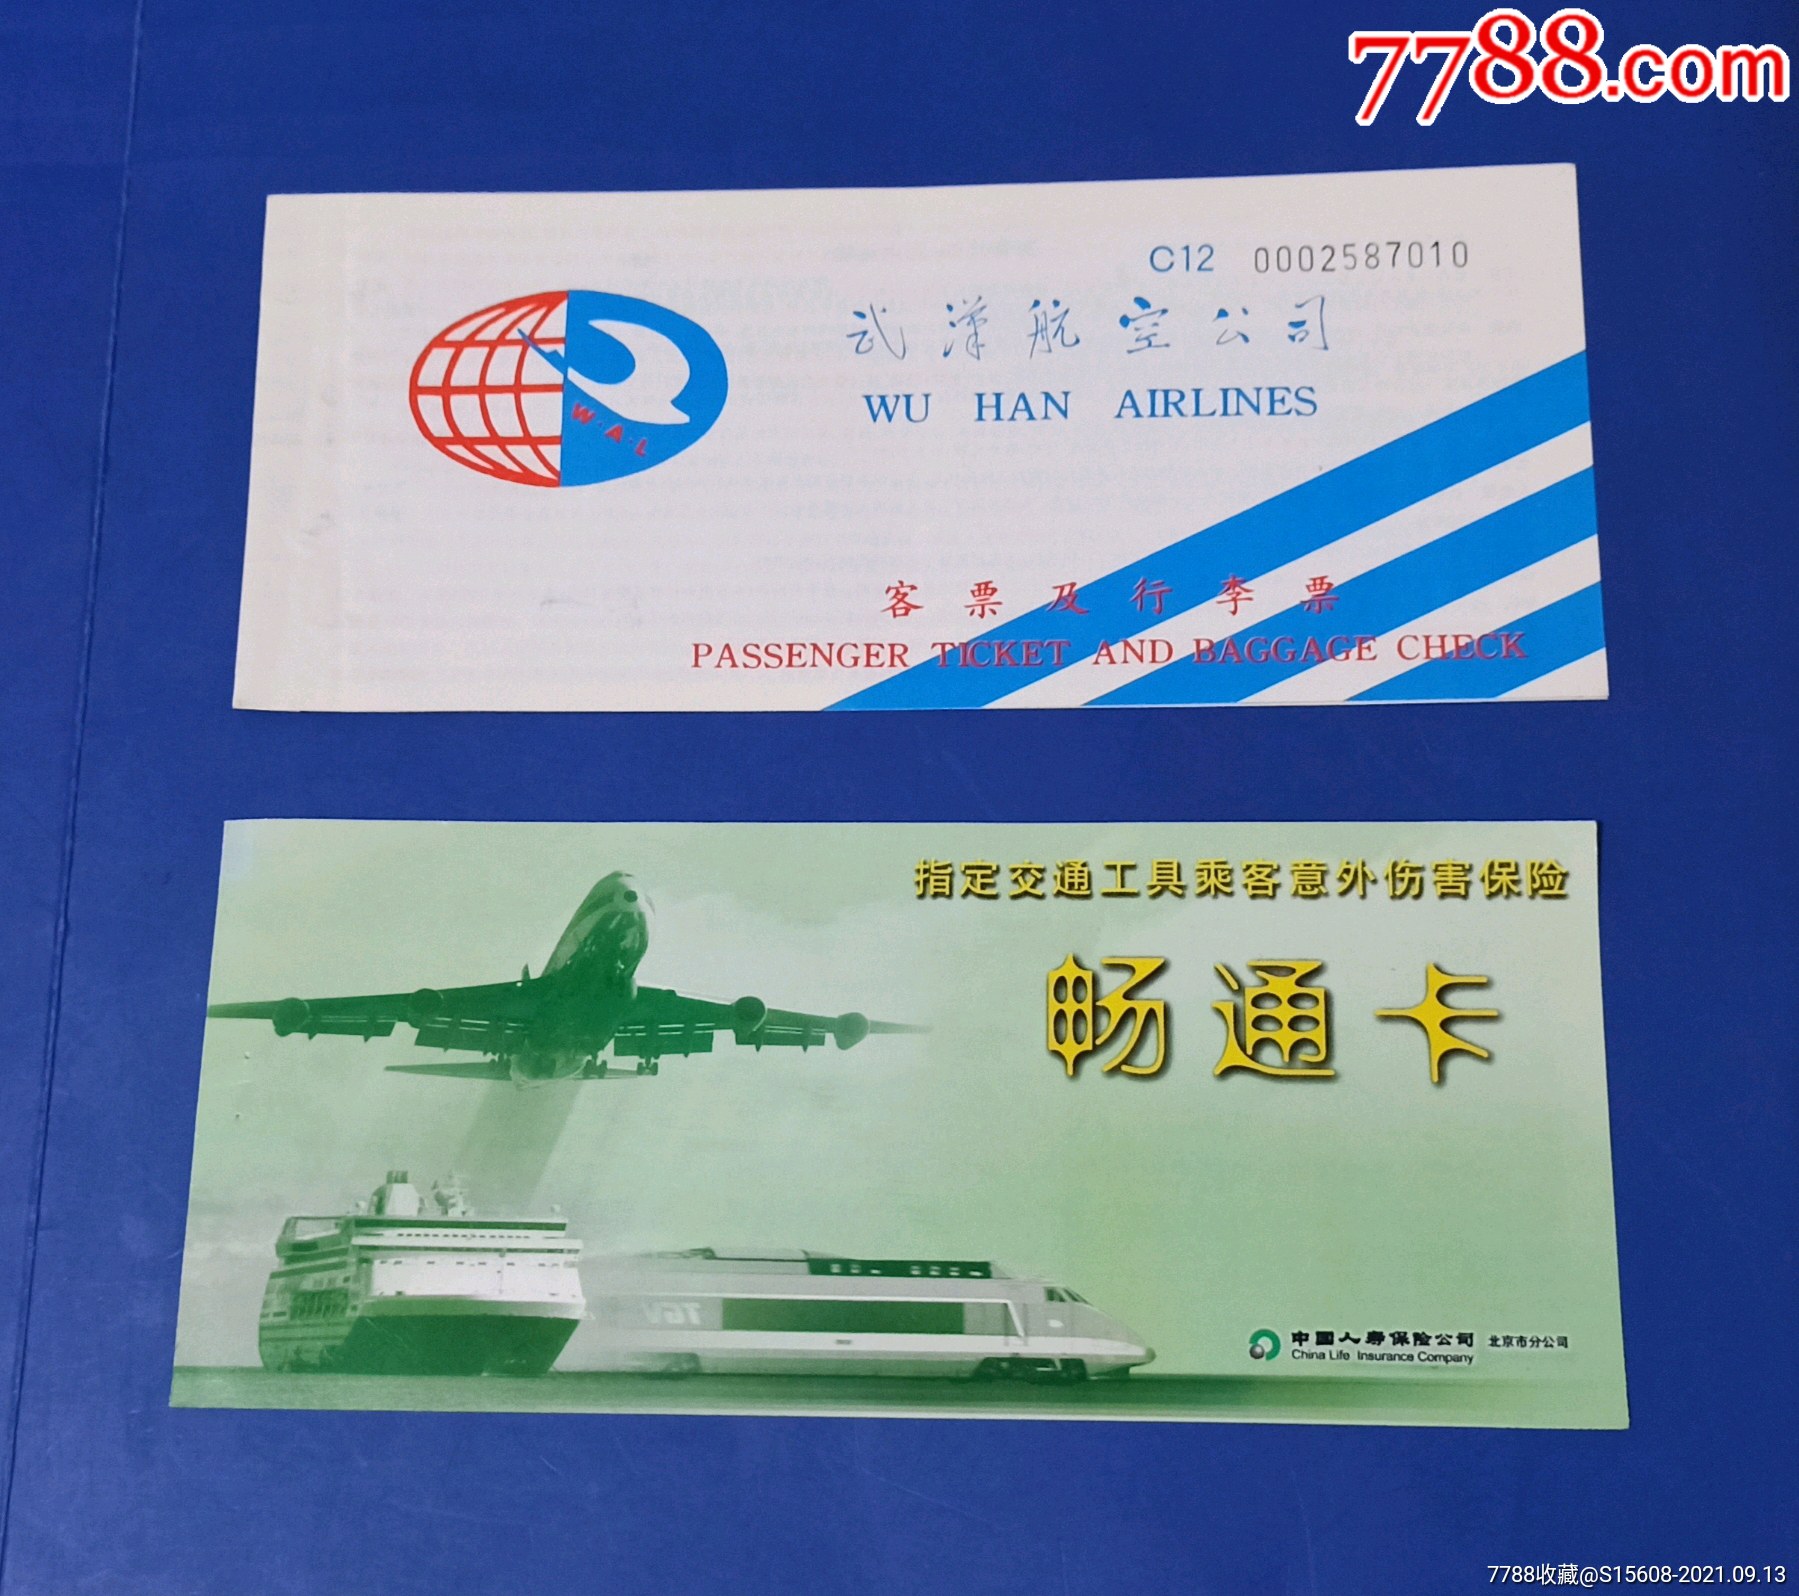 7788.com
C12 0002587010
武漢航空公司
WU HAN AIRLINES
W·A·L
客票及行李票
PASSENGER TICKET AND BAGGAGE CHECK
指定交通工具乘客意外伤害保险
畅通卡
TGV
中国人寿保险公司 北京市分公司
China Life Insurance Company
7788收藏@S15608-2021.09.13